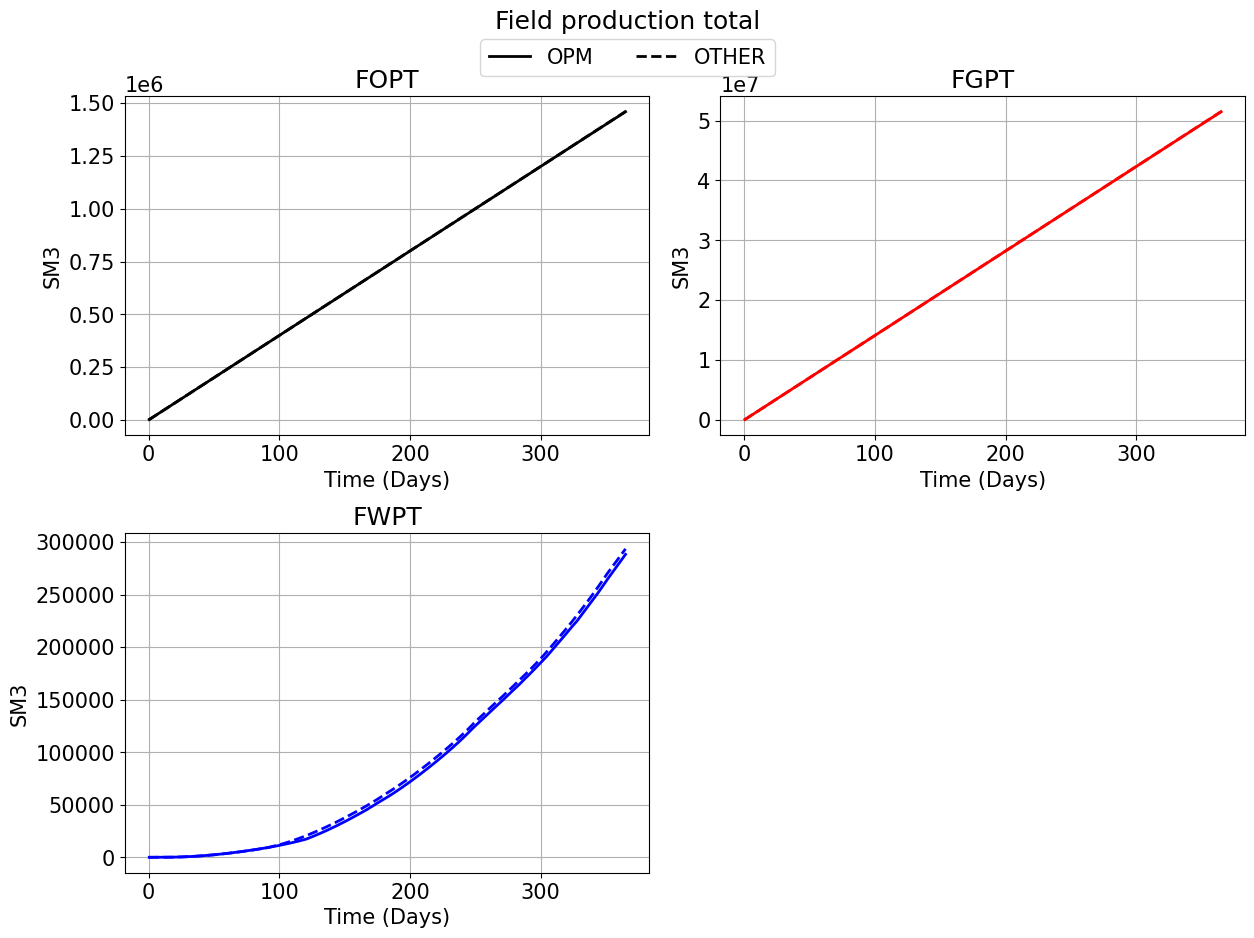 Field production total
OPM OTHER
FOPT
1e6
1.50
1.25
1.00
0.75
0.50
0.25
0.00
SM3
0 100 200 300
Time (Days)
FGPT
1e7
5
4
3
2
1
0
SM3
0 100 200 300
Time (Days)
FWPT
300000
250000
200000
150000
100000
50000
0
SM3
0 100 200 300
Time (Days)